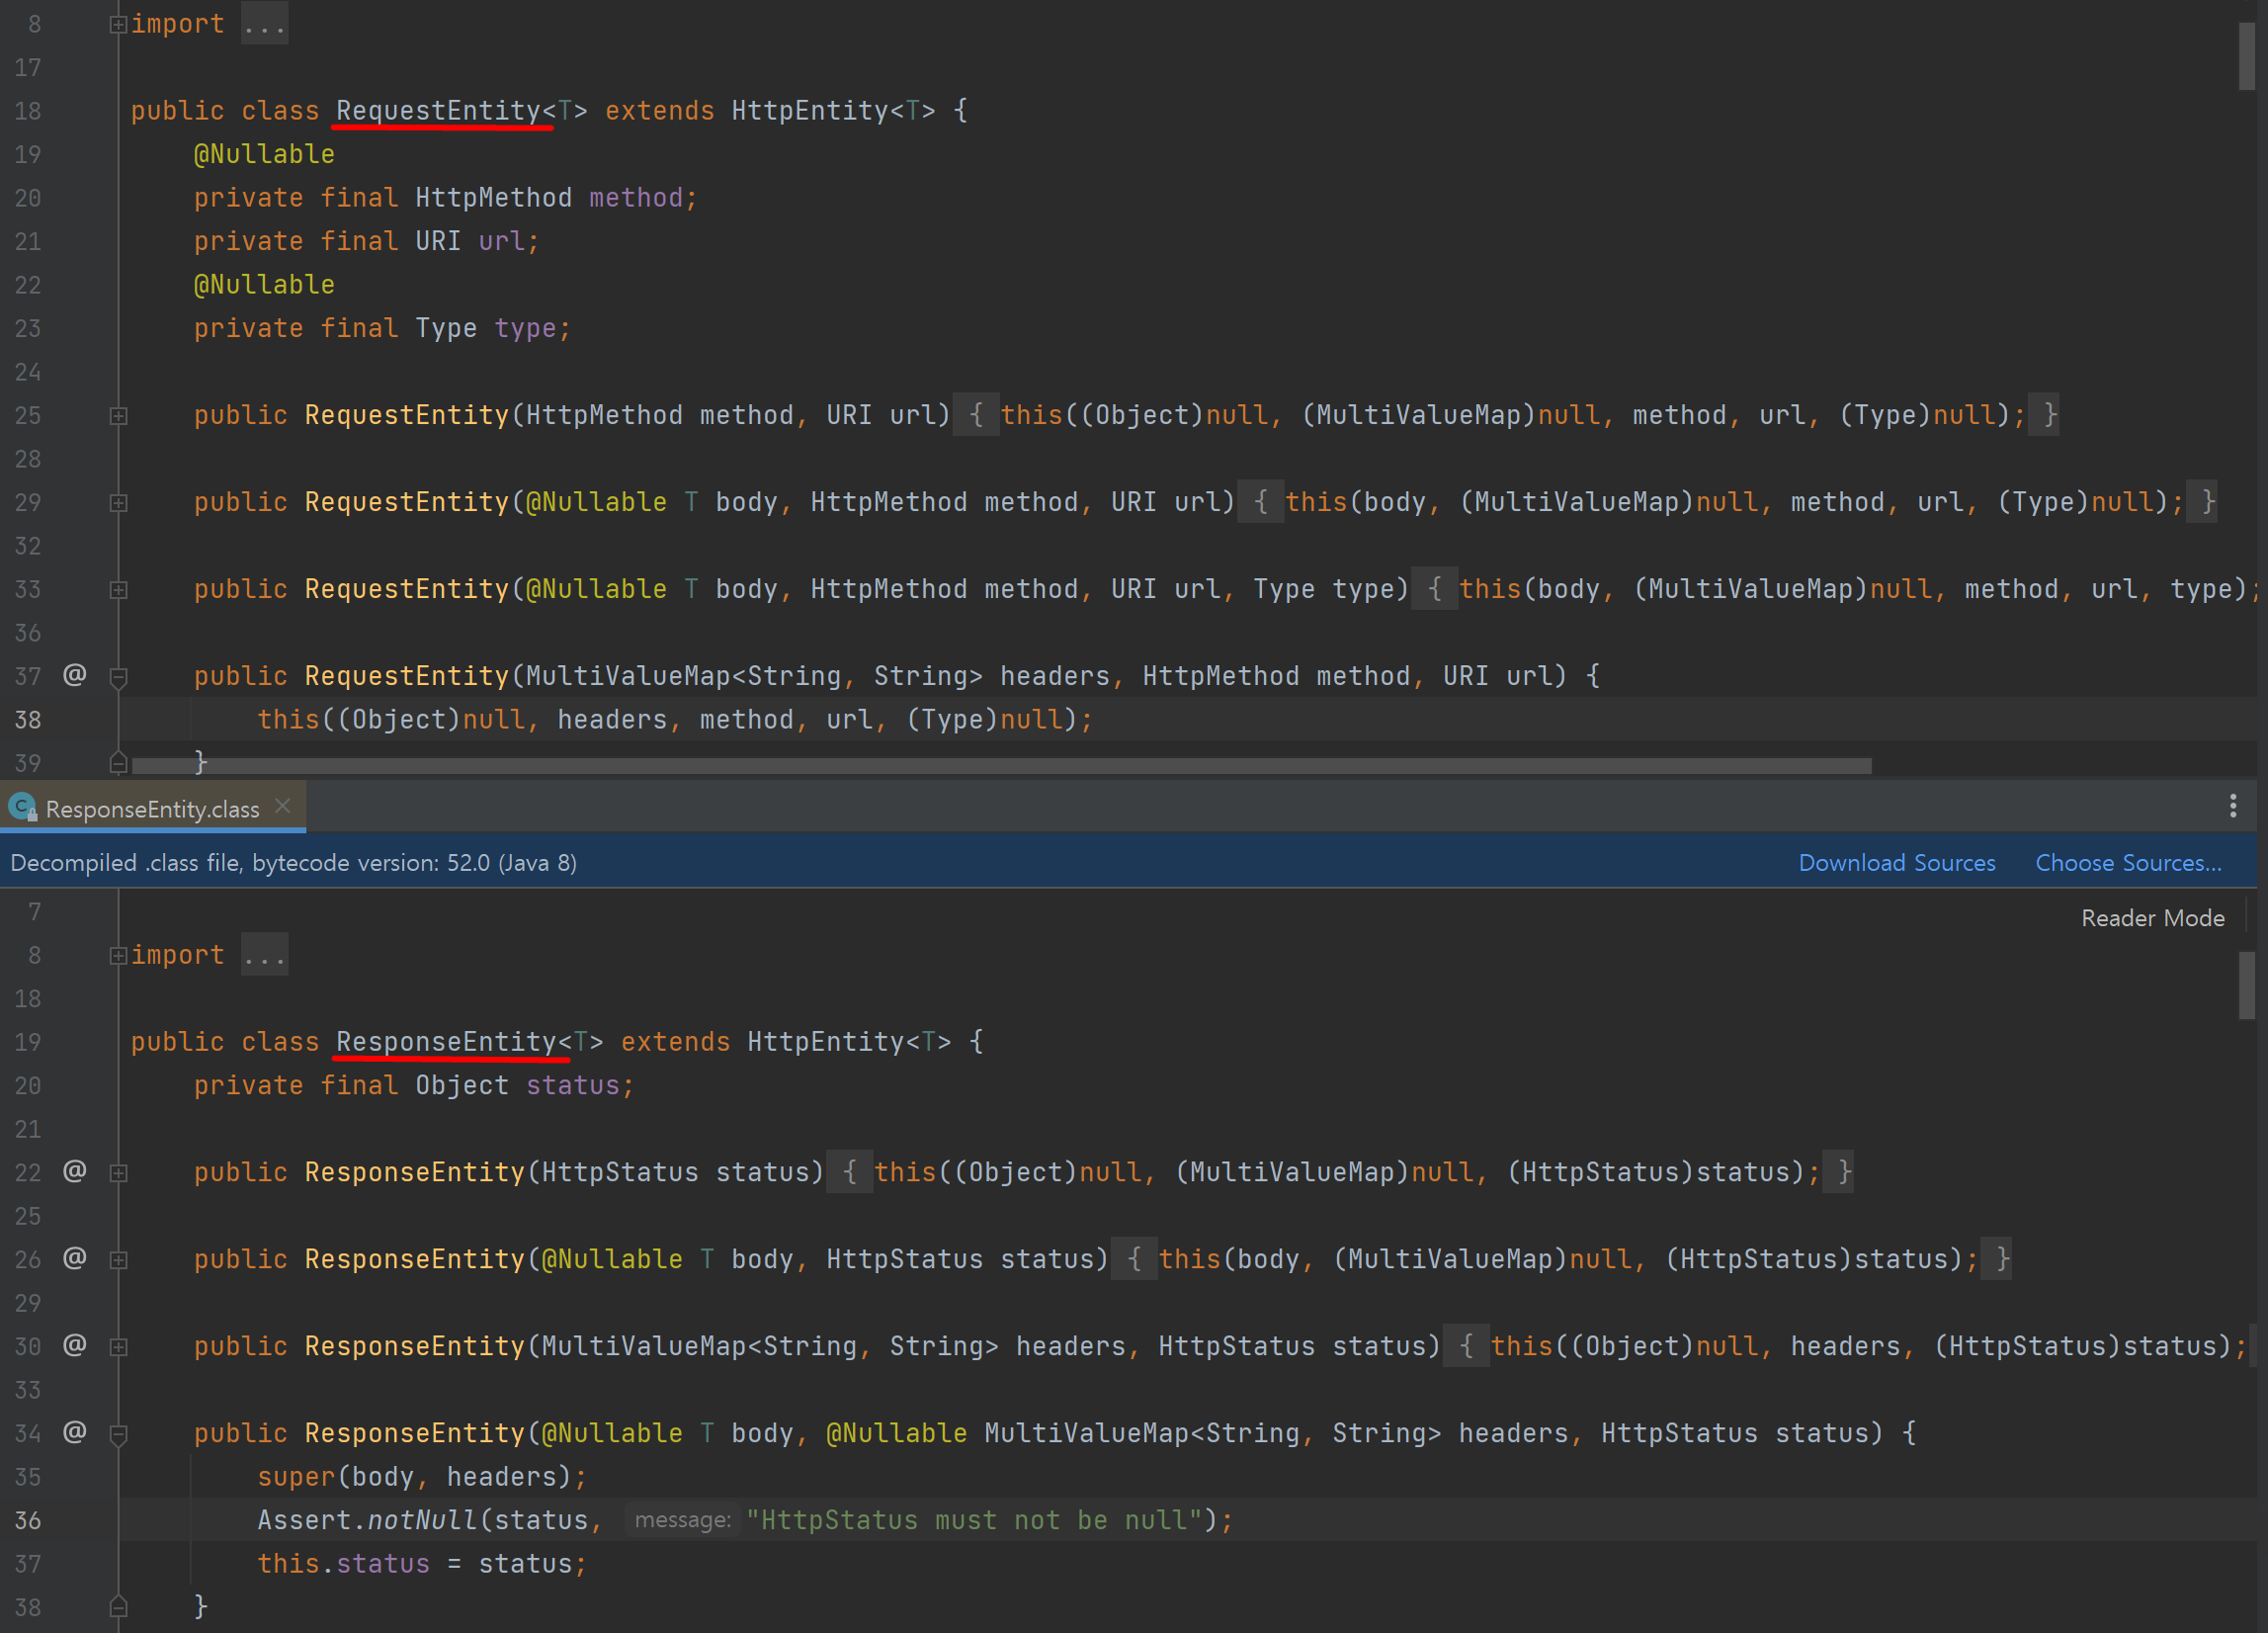 8 import ...
17
18 public class RequestEntity<T> extends HttpEntity<T> {
19 @Nullable
20 private final HttpMethod method;
21 private final URI url;
22 @Nullable
23 private final Type type;
24
25 public RequestEntity(HttpMethod method, URI url) { this((Object)null, (MultiValueMap)null, method, url, (Type)null); }
28
29 public RequestEntity(@Nullable T body, HttpMethod method, URI url) { this(body, (MultiValueMap)null, method, url, (Type)null); }
32
33 public RequestEntity(@Nullable T body, HttpMethod method, URI url, Type type) { this(body, (MultiValueMap)null, method, url, type);
36
37 @ public RequestEntity(MultiValueMap<String, String> headers, HttpMethod method, URI url) {
38 this((Object)null, headers, method, url, (Type)null);
39 }
ResponseEntity.class
Decompiled .class file, bytecode version: 52.0 (Java 8) Download Sources Choose Sources...
7 Reader Mode
8 import ...
18
19 public class ResponseEntity<T> extends HttpEntity<T> {
20 private final Object status;
21
22 @ public ResponseEntity(HttpStatus status) { this((Object)null, (MultiValueMap)null, (HttpStatus)status); }
25
26 @ public ResponseEntity(@Nullable T body, HttpStatus status) { this(body, (MultiValueMap)null, (HttpStatus)status); }
29
30 @ public ResponseEntity(MultiValueMap<String, String> headers, HttpStatus status) { this((Object)null, headers, (HttpStatus)status);
33
34 @ public ResponseEntity(@Nullable T body, @Nullable MultiValueMap<String, String> headers, HttpStatus status) {
35 super(body, headers);
36 Assert.notNull(status, message: "HttpStatus must not be null");
37 this.status = status;
38 }